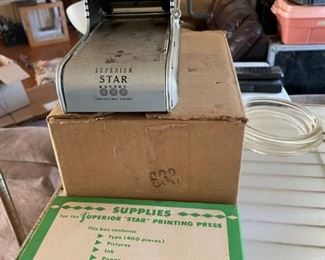 SUPERIOR
STAR
PRINTING PRESS
SUPPLIES
for the SUPERIOR "STAR" PRINTING PRESS
This box contains:
Type (400 pieces)
Pictures
Ink